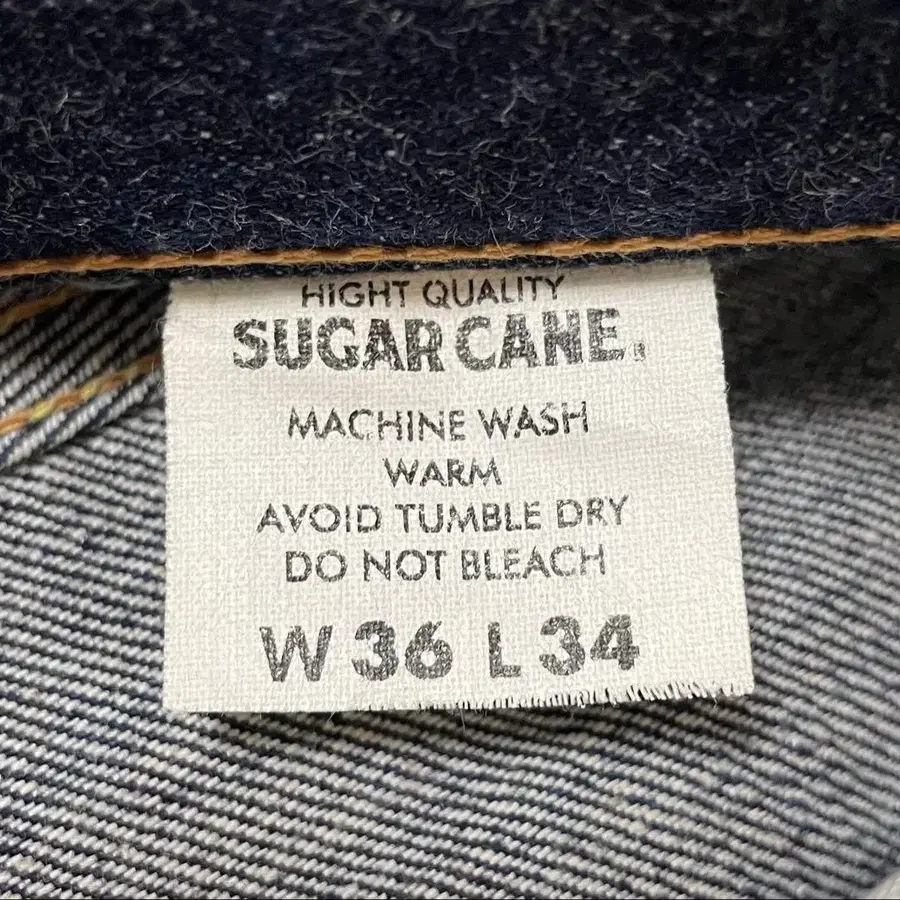 HIGHT QUALITY
SUGAR CANE.
MACHINE WASH
WARM
AVOID TUMBLE DRY
DO NOT BLEACH
W 36 L 34